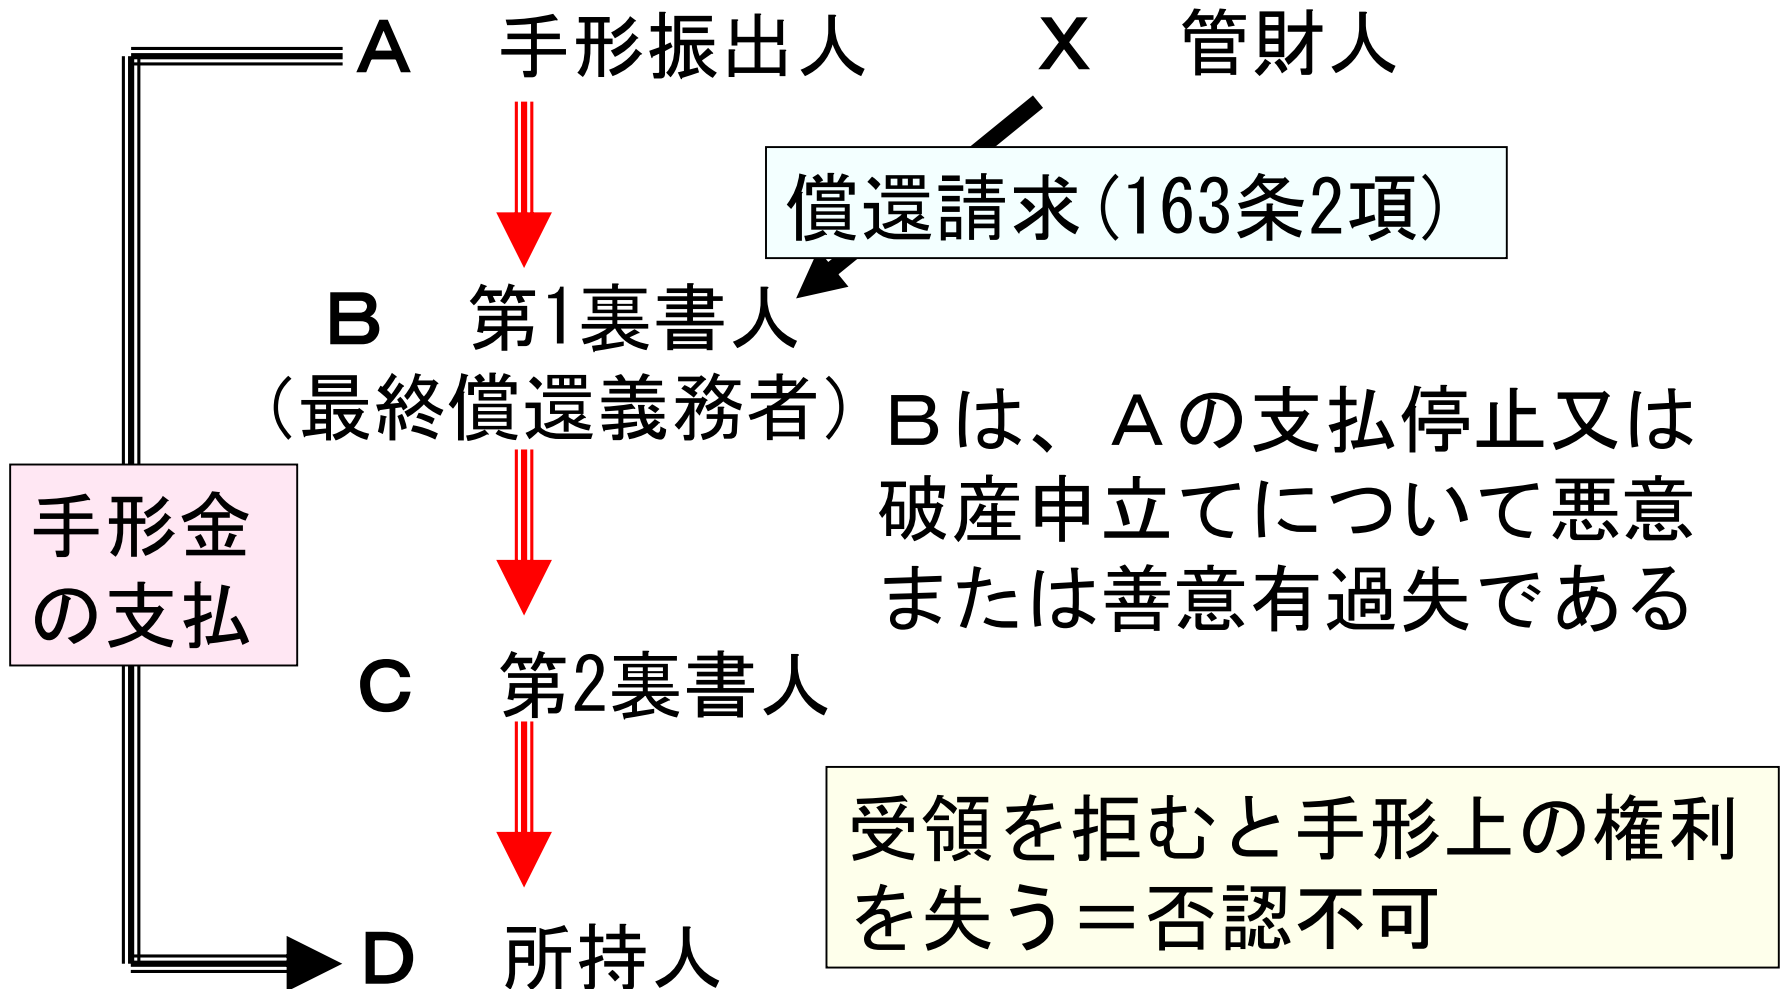 A 手形振出人 X 管財人
償還請求(163条2項)
B 第1裏書人
(最終償還義務者)
Bは、Aの支払停止又は
破産申立てについて悪意
または善意有過失である
手形金
の支払
C 第2裏書人
受領を拒むと手形上の権利
を失う=否認不可
D 所持人